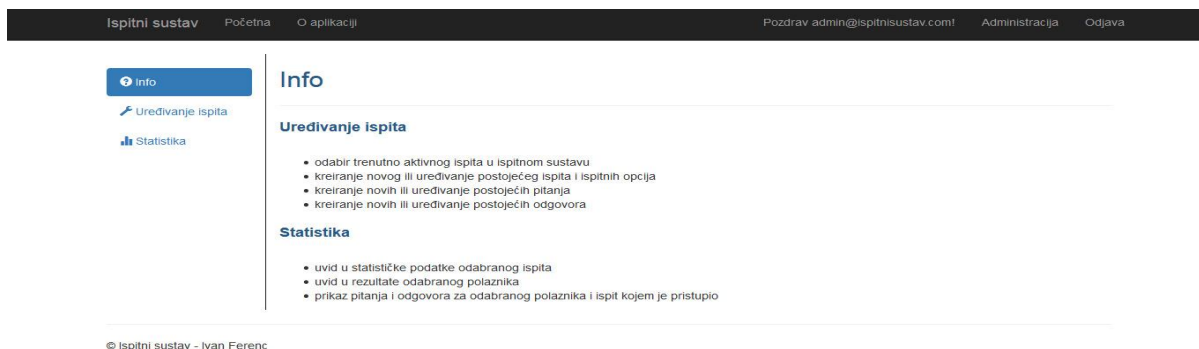 Ispitni sustav Početna O aplikaciji Pozdrav admin@ispitnisustav.com! Administracija Odjava
Info
Uređivanje ispita
Statistika
Info
Uređivanje ispita
odabir trenutno aktivnog ispita u ispitnom sustavu
kreiranje novog ili uređivanje postojećeg ispita i ispitnih opcija
kreiranje novih ili uređivanje postojećih pitanja
kreiranje novih ili uređivanje postojećih odgovora
Statistika
uvid u statističke podatke odabranog ispita
uvid u rezultate odabranog polaznika
prikaz pitanja i odgovora za odabranog polaznika i ispit kojem je pristupio
© Ispitni sustav - Ivan Ferenc